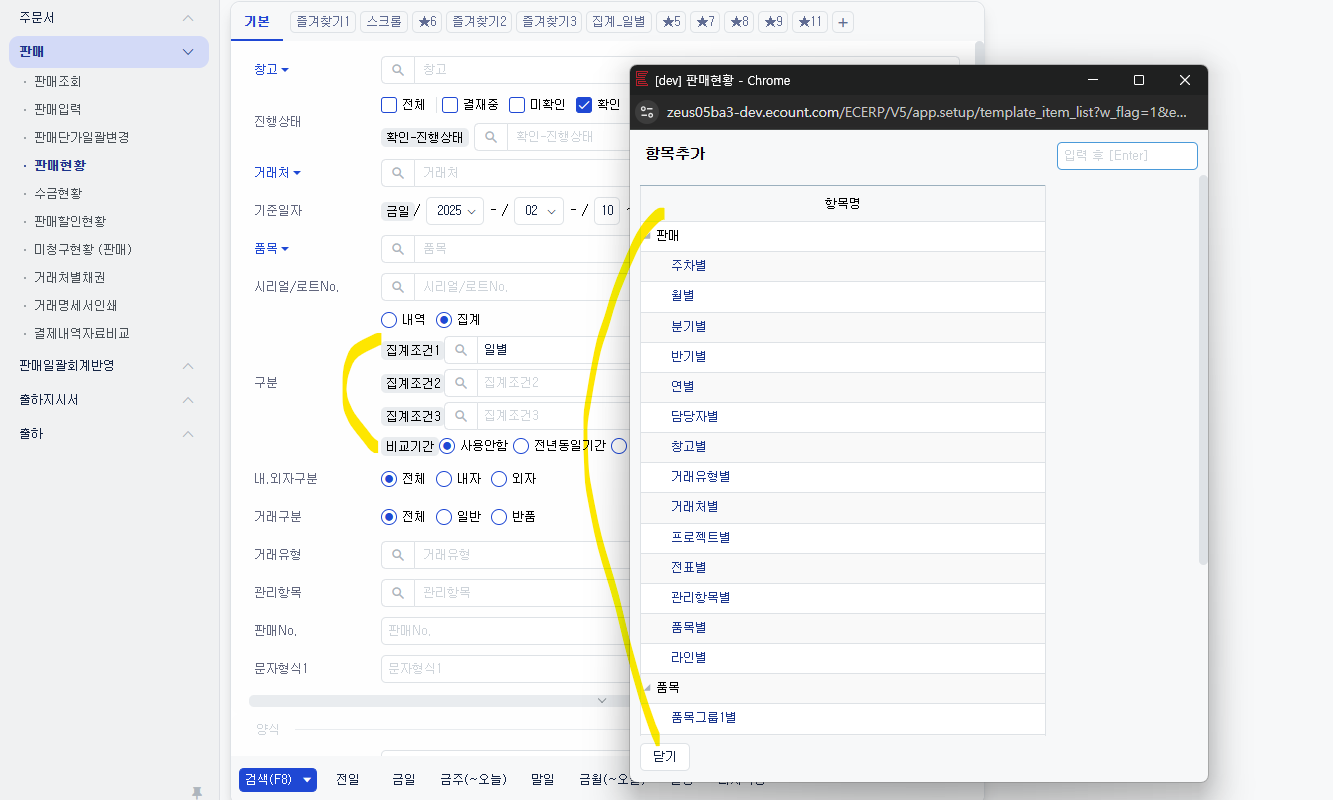 주문서
판매
· 판매조회
· 판매입력
· 판매단가일괄변경
· 판매현황
· 수금현황
· 판매할인현황
· 미청구현황 (판매)
· 거래처별채권
· 거래명세서인쇄
· 결제내역자료비교
판매일괄회계반영
출하지시서
출하
기본 즐겨찾기1 스크롤 ★6 즐겨찾기2 즐겨찾기3 집계_일별 ★5 ★7 ★8 ★9 ★11 +
창고 창고
진행상태 전체 결재중 미확인 확인
확인-진행상태 확인-진행상태
거래처 거래처
기준일자 금일 / 2025 - / 02 - / 10 ~
품목 품목
시리얼/로트No. 시리얼/로트No.
구분 내역 집계
집계조건1 일별
집계조건2 집계조건2
집계조건3 집계조건3
비교기간 사용안함 전년동일기간
내.외자구분 전체 내자 외자
거래구분 전체 일반 반품
거래유형 거래유형
관리항목 관리항목
판매No. 판매No.
문자형식1 문자형식1
양식
검색(F8) 전일 금일 금주(~오늘) 말일 금월(~오늘)
[dev] 판매현황 - Chrome
zeus05ba3-dev.ecount.com/ECERP/V5/app.setup/template_item_list?w_flag=1&e...
항목추가 입력 후 [Enter]
항목명
판매
주차별
월별
분기별
반기별
연별
담당자별
창고별
거래유형별
거래처별
프로젝트별
전표별
관리항목별
품목별
라인별
품목
품목그룹1별
닫기